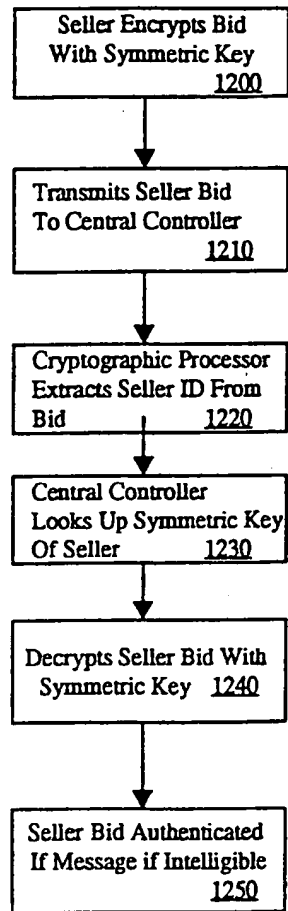 Seller Encrypts Bid
With Symmetric Key
1200
Transmits Seller Bid
To Central Controller
1210
Cryptographic Processor
Extracts Seller ID From
Bid 1220
Central Controller
Looks Up Symmetric Key
Of Seller 1230
Decrypts Seller Bid With
Symmetric Key 1240
Seller Bid Authenticated
If Message if Intelligible
1250